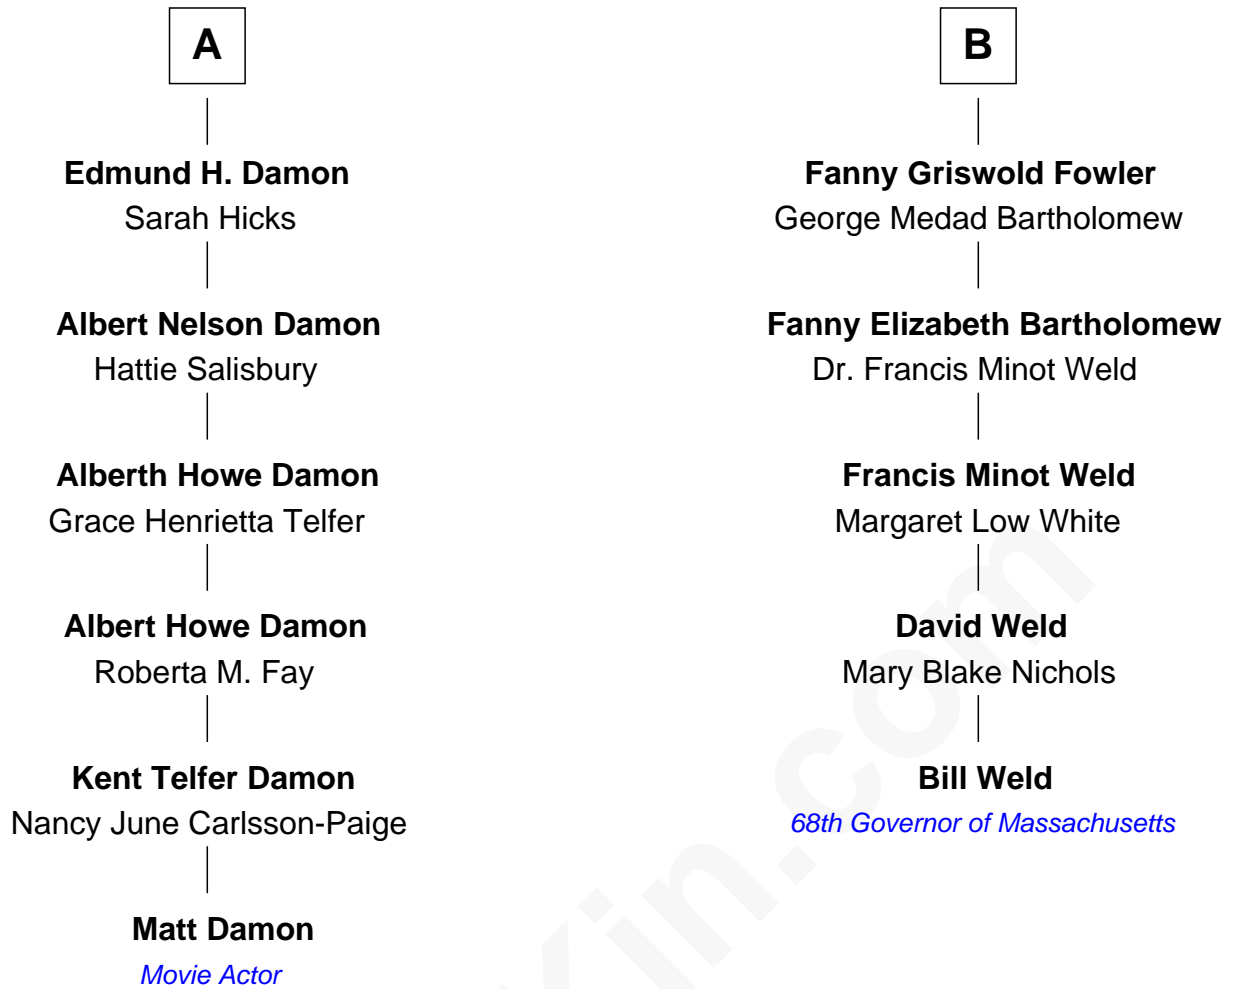 A
Edmund H. Damon
Sarah Hicks
Albert Nelson Damon
Hattie Salisbury
Alberth Howe Damon
Grace Henrietta Telfer
Albert Howe Damon
Roberta M. Fay
Kent Telfer Damon
Nancy June Carlsson-Paige
Matt Damon
Movie Actor
B
Fanny Griswold Fowler
George Medad Bartholomew
Fanny Elizabeth Bartholomew
Dr. Francis Minot Weld
Francis Minot Weld
Margaret Low White
David Weld
Mary Blake Nichols
Bill Weld
68th Governor of Massachusetts
Kin.com